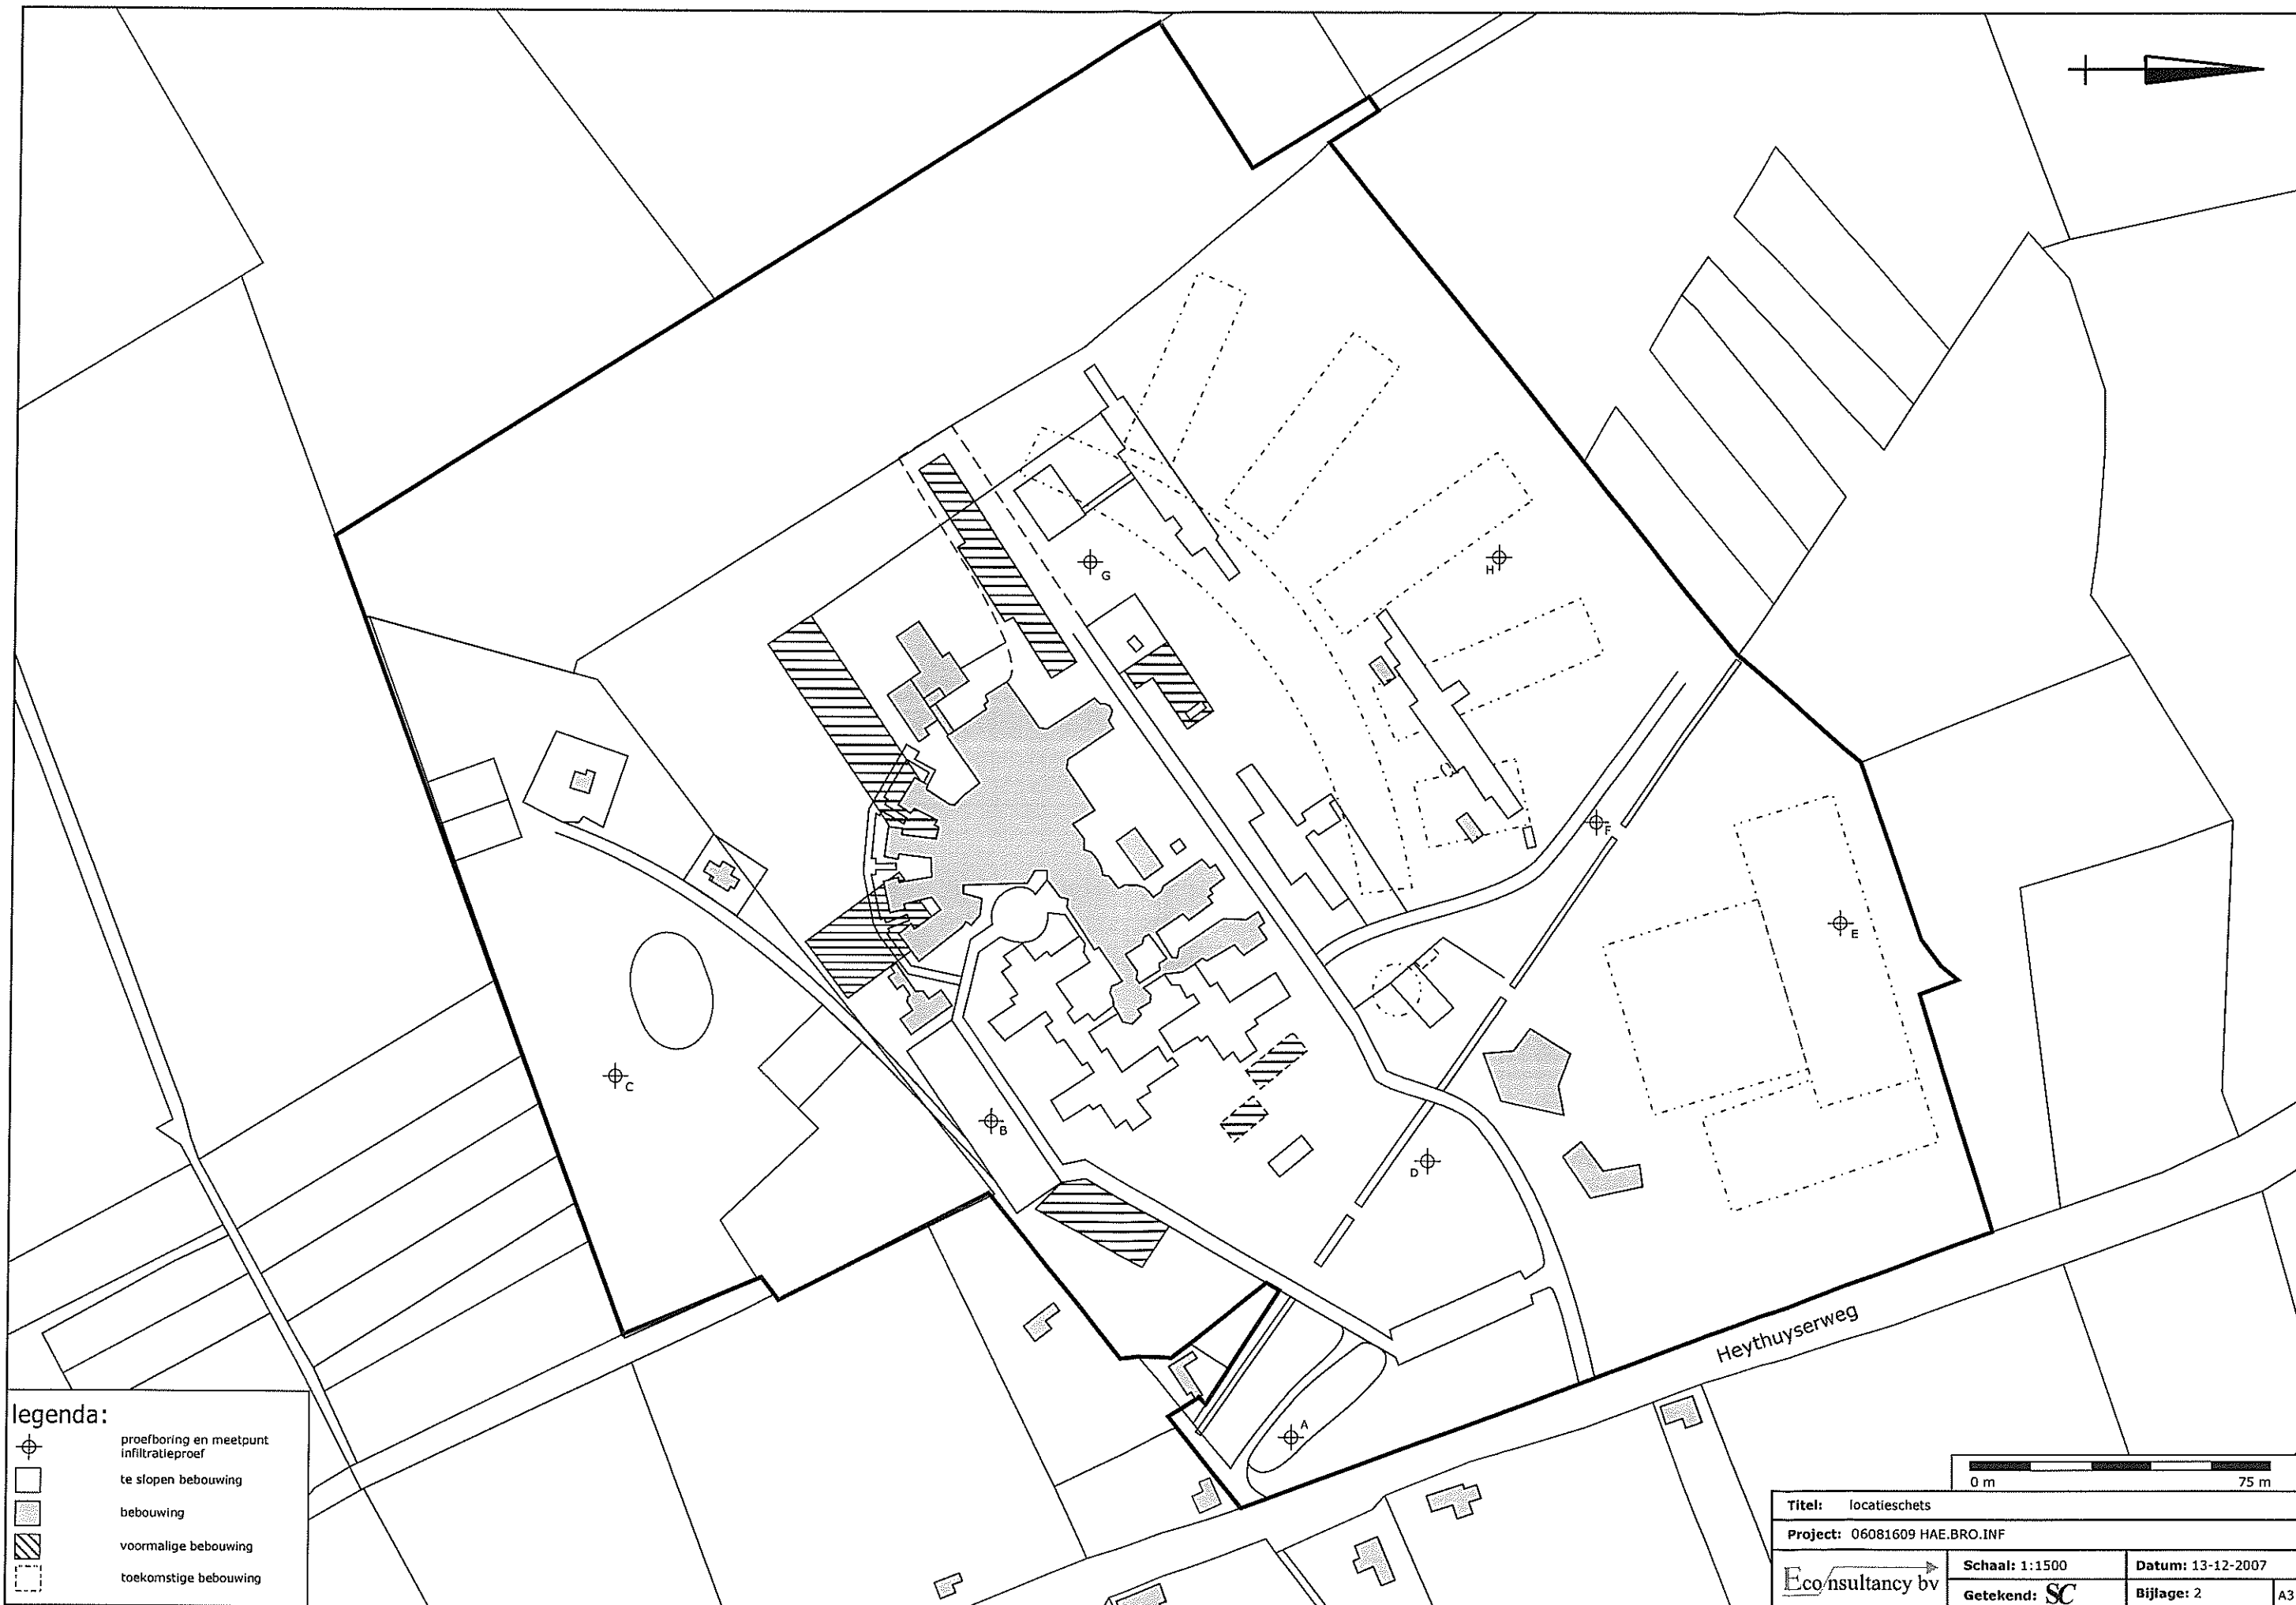 G
H
F
E
C
B
D
Heythuyserweg
A
legenda:
proefboring en meetpunt
infiltratieproef
te slopen bebouwing
bebouwing
voormalige bebouwing
toekomstige bebouwing
0 m 75 m
Titel: locatieschets
Project: 06081609 HAE.BRO.INF
Econsultancy bv
Schaal: 1:1500 Datum: 13-12-2007
Getekend: SC Bijlage: 2 A3